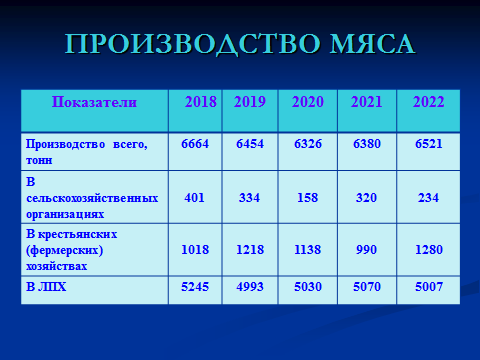 ПРОИЗВОДСТВО МЯСА
Показатели 2018 2019 2020 2021 2022
Производство всего, 6664 6454 6326 6380 6521
тонн
В
сельскохозяйственных 401 334 158 320 234
организациях
В крестьянских
(фермерских) 1018 1218 1138 990 1280
хозяйствах
В ЛПХ 5245 4993 5030 5070 5007